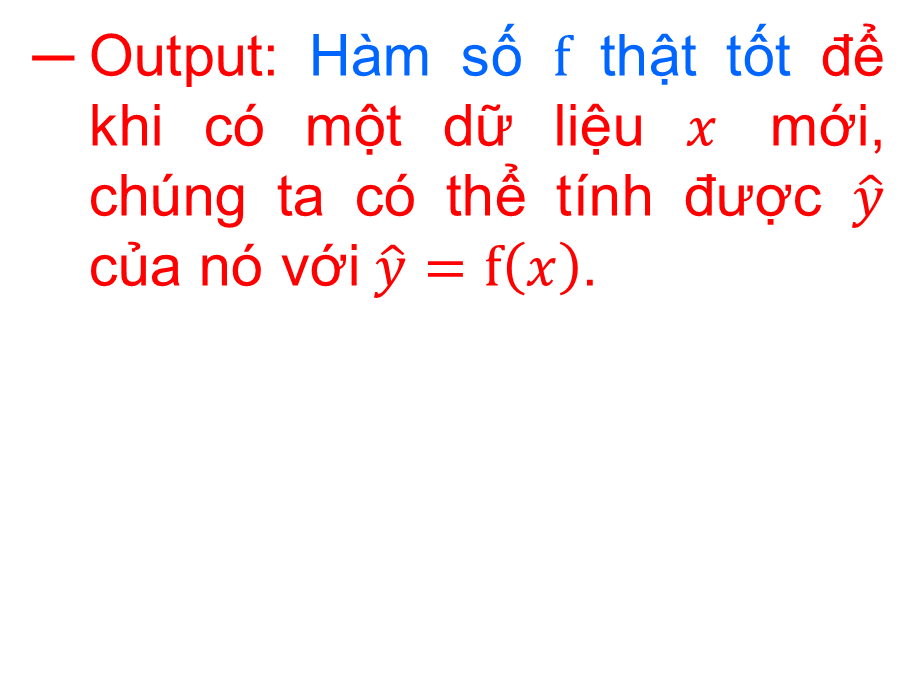 – Output: Hàm số f thật tốt để
khi có một dữ liệu x mới,
chúng ta có thể tính được ŷ
của nó với ŷ = f(x).